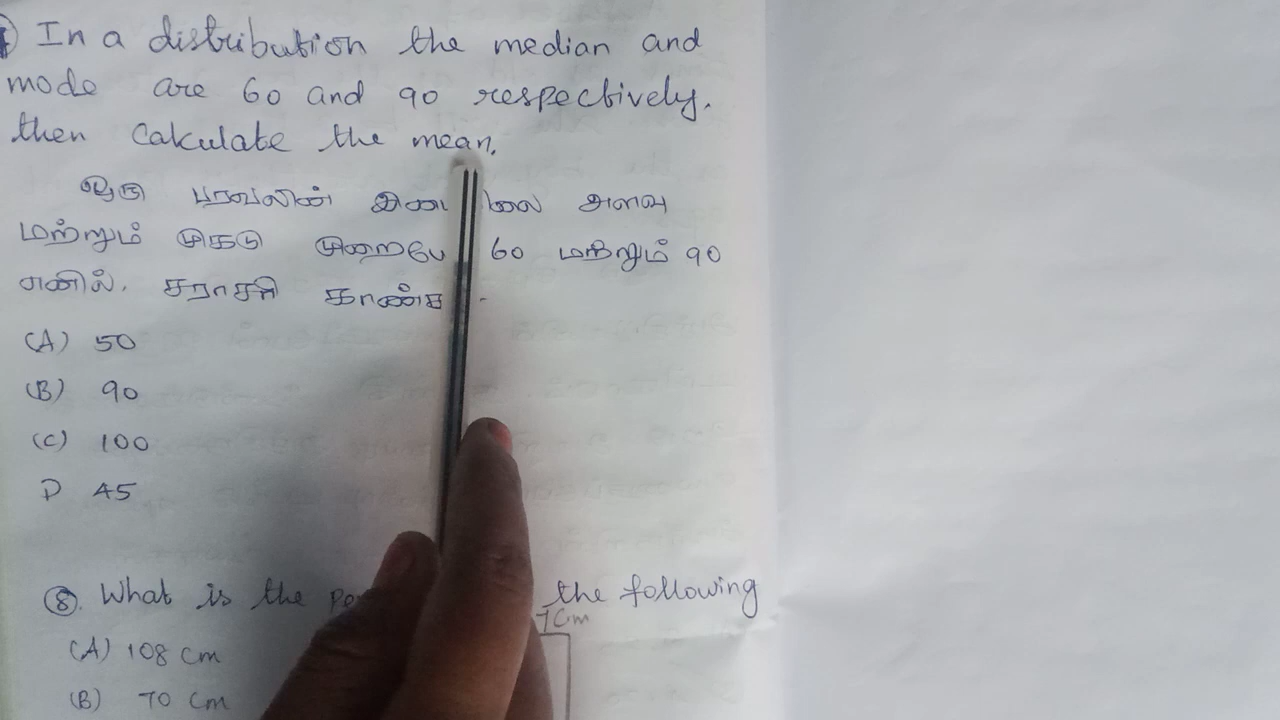 In a distribution the median and
mode are 60 and 90 respectively.
then calculate the mean.
ஒரு பரவலின் அளவு
மற்றும் முகடு முறையே 60 மற்றும் 90
எனில். சராசரி காண்க.
(A) 50
(B) 90
(C) 100
D 45
⑧. What is the the following
7cm
(A) 108 cm
(B) 70 cm